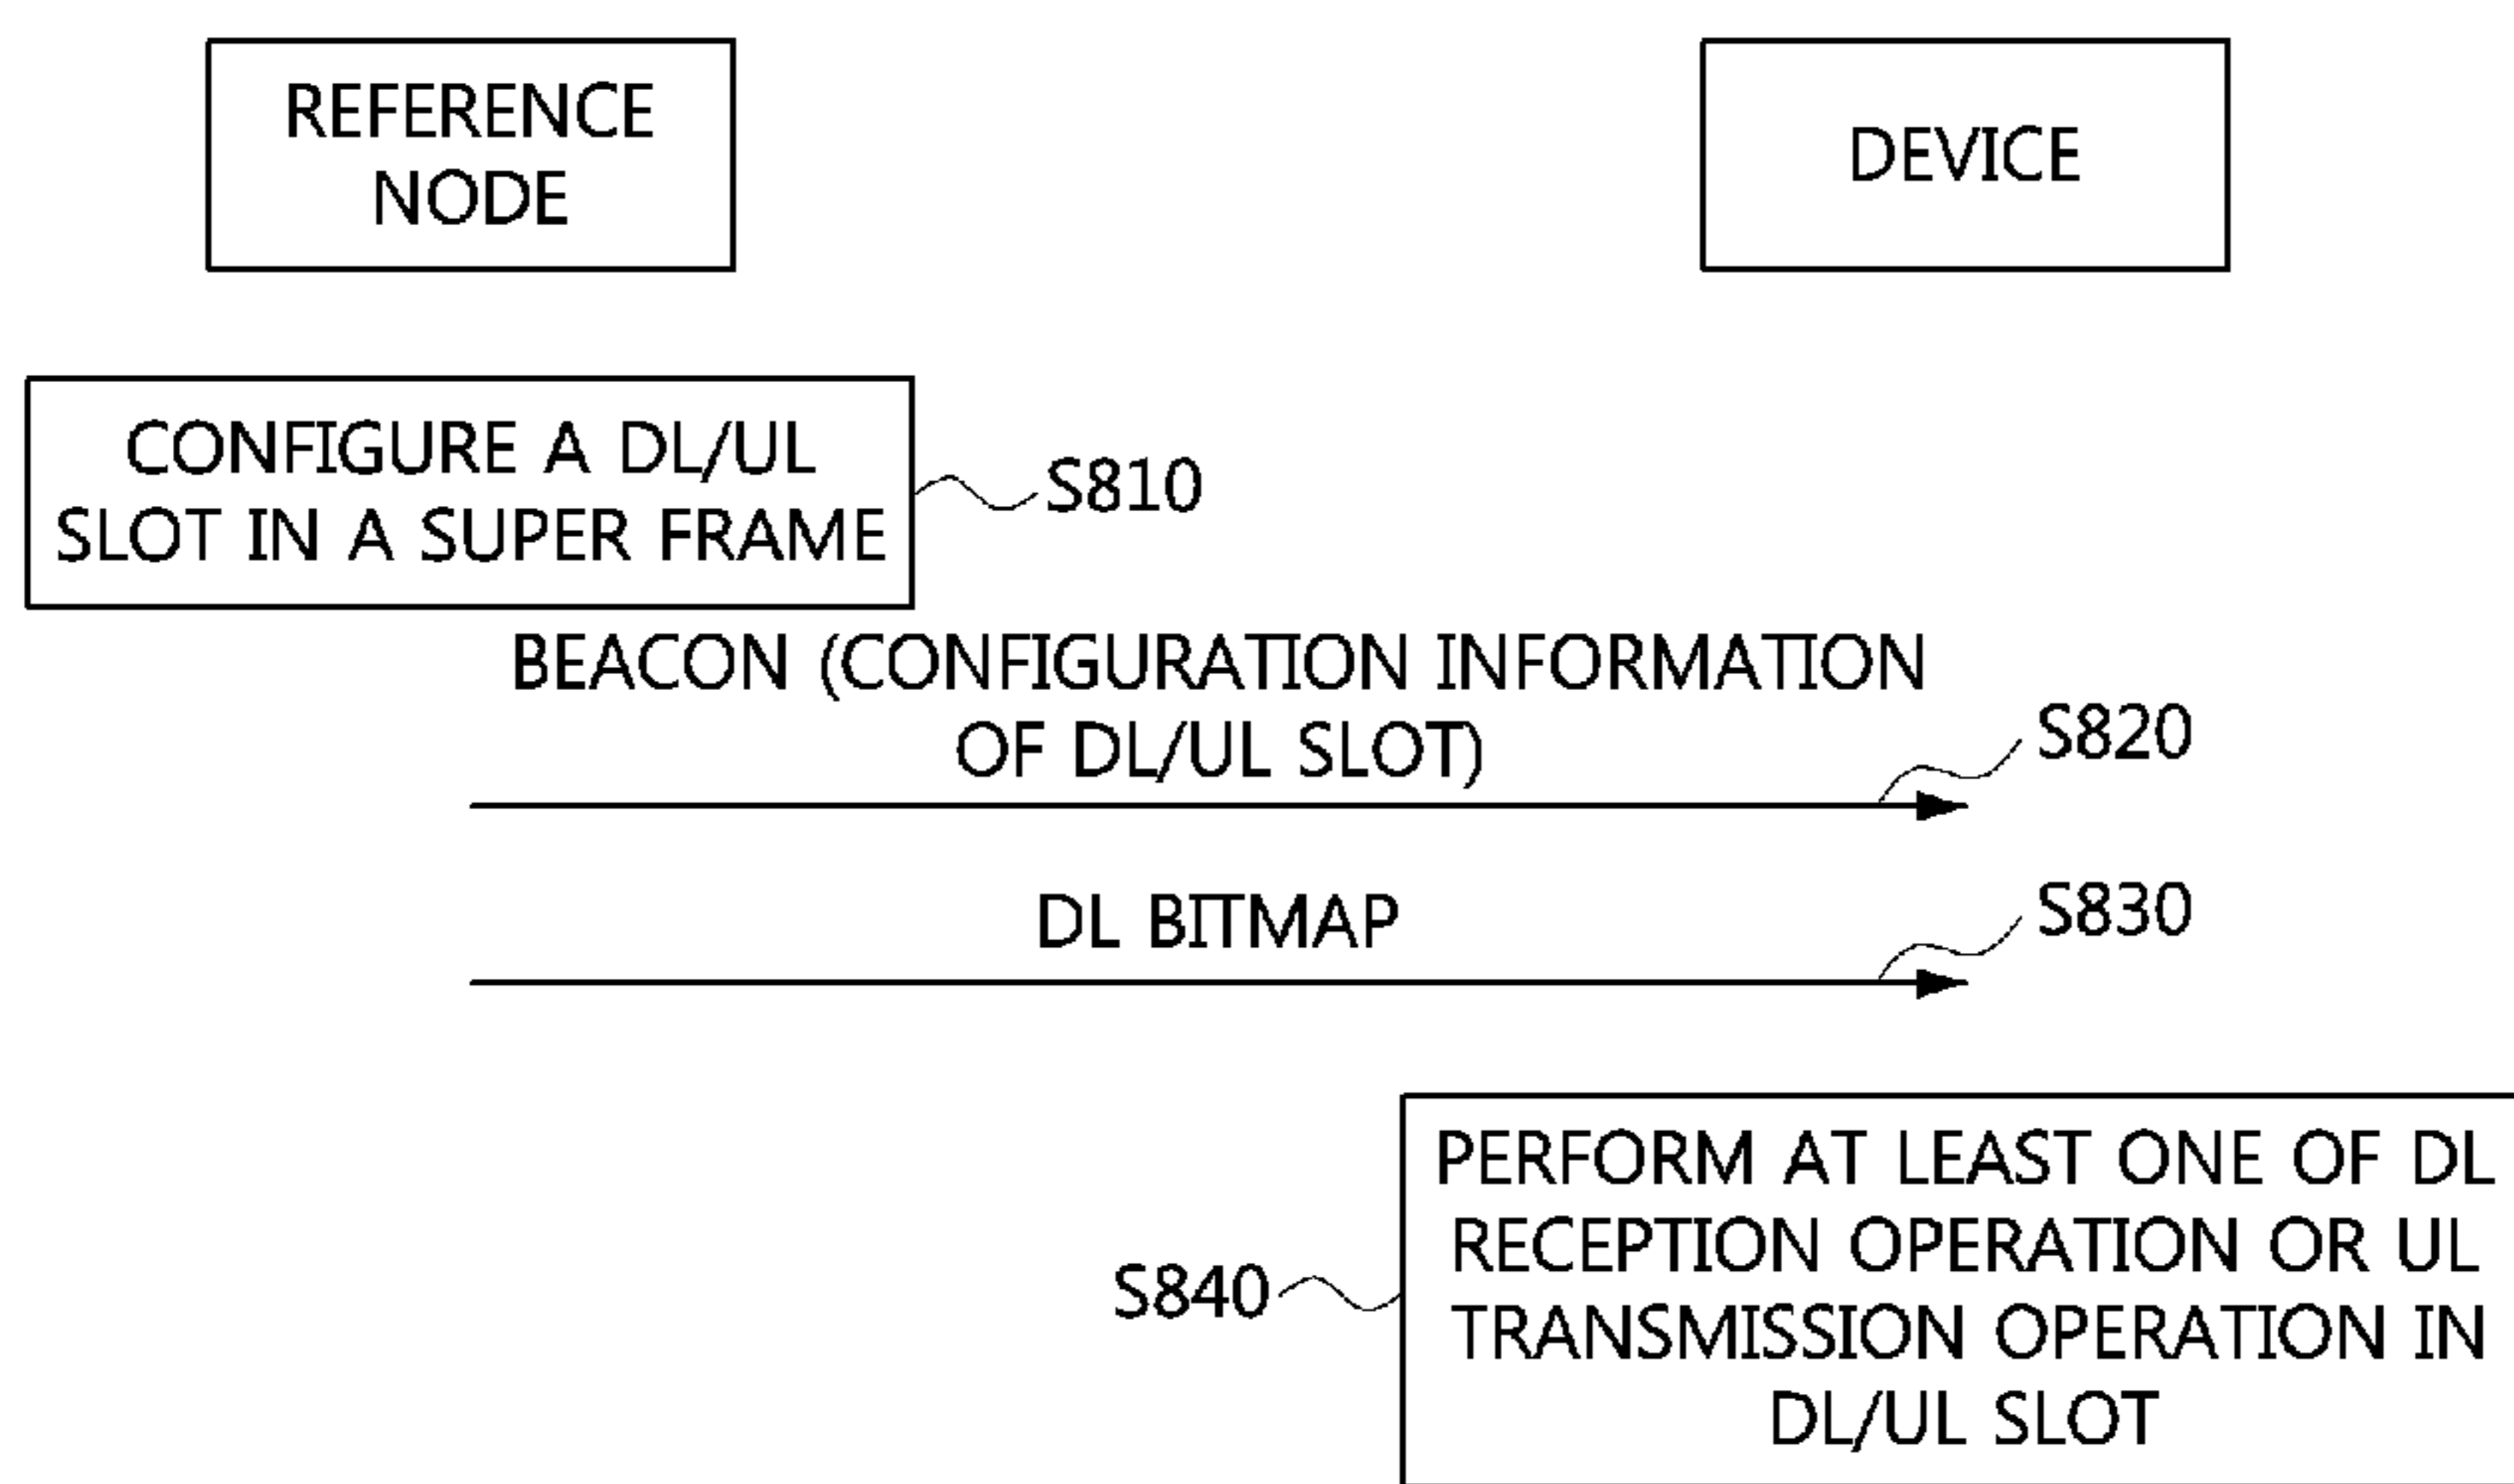 REFERENCE
NODE
DEVICE
CONFIGURE A DL/UL
SLOT IN A SUPER FRAME
S810
BEACON (CONFIGURATION INFORMATION
OF DL/UL SLOT)
S820
DL BITMAP
S830
PERFORM AT LEAST ONE OF DL
RECEPTION OPERATION OR UL
TRANSMISSION OPERATION IN
DL/UL SLOT
S840